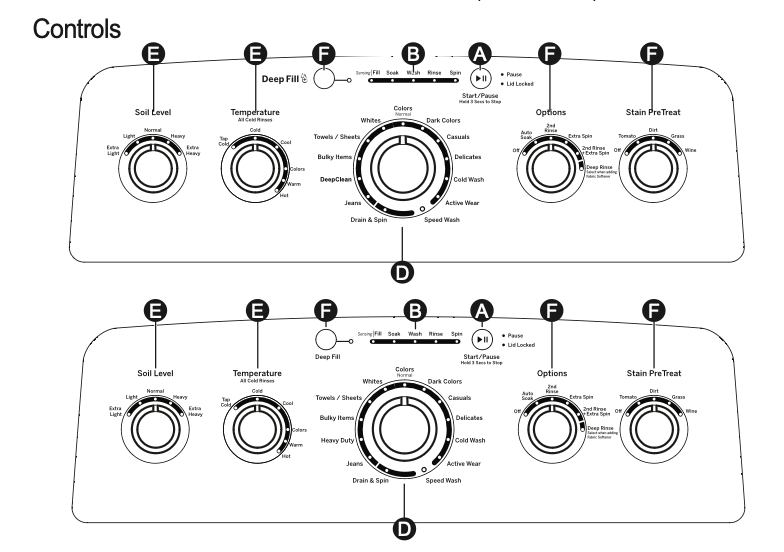 Controls
E
E
F
B
A
F
F
Deep Fill
Sensing Fill Soak Wash Rinse Spin
Pause
Lid Locked
Start/Pause
Hold 3 Secs to Stop
Soil Level
Extra Light
Light
Normal
Heavy
Extra Heavy
Temperature
All Cold Rinses
Tap Cold
Cold
Cool
Colors
Warm
Hot
Colors
Normal
Whites
Towels / Sheets
Bulky Items
DeepClean
Jeans
Drain & Spin
Dark Colors
Casuals
Delicates
Cold Wash
Active Wear
Speed Wash
Options
Off
Auto Soak
2nd Rinse
Extra Spin
2nd Rinse
+ Extra Spin
Deep Rinse
Select when adding
Fabric Softener
Stain PreTreat
Off
Tomato
Dirt
Grass
Wine
D
E
E
F
B
A
F
F
Sensing Fill Soak Wash Rinse Spin
Deep Fill
Pause
Lid Locked
Start/Pause
Hold 3 Secs to Stop
Soil Level
Extra Light
Light
Normal
Heavy
Extra Heavy
Temperature
All Cold Rinses
Tap Cold
Cold
Cool
Colors
Warm
Hot
Colors
Normal
Whites
Towels / Sheets
Bulky Items
Heavy Duty
Jeans
Drain & Spin
Dark Colors
Casuals
Delicates
Cold Wash
Active Wear
Speed Wash
Options
Off
Auto Soak
2nd Rinse
Extra Spin
2nd Rinse
+ Extra Spin
Deep Rinse
Select when adding
Fabric Softener
Stain PreTreat
Off
Tomato
Dirt
Grass
Wine
D